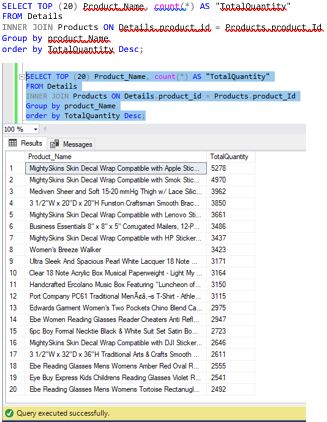 SELECT TOP (20) Product_Name, count(*) AS "TotalQuantity"
FROM Details
INNER JOIN Products ON Details.product_id = Products.product_Id
Group by product_Name
order by TotalQuantity Desc;
SELECT TOP (20) Product_Name, count(*) AS "TotalQuantity"
FROM Details
INNER JOIN Products ON Details.product_id = Products.product_Id
Group by product_Name
order by TotalQuantity Desc;
100 %
Results Messages
Product_Name TotalQuantity
1 MightySkins Skin Decal Wrap Compatible with Apple Stic... 5278
2 MightySkins Skin Decal Wrap Compatible with Smok Stic... 4970
3 Mediven Sheer and Soft 15-20 mmHg Thigh w/ Lace Silic... 3962
4 3 1/2"W x 20"D x 20"H Funston Craftsman Smooth Brac... 3850
5 MightySkins Skin Decal Wrap Compatible with Lenovo Sti... 3661
6 Business Essentials 8" x 8" x 5" Corrugated Mailers, 12-P... 3486
7 MightySkins Skin Decal Wrap Compatible with HP Sticker... 3437
8 Women's Breeze Walker 3423
9 Ultra Sleek And Spacious Pearl White Lacquer 18 Note ... 3171
10 Clear 18 Note Acrylic Box Musical Paperweight - Light My ... 3164
11 Handcrafted Ercolano Music Box Featuring "Luncheon of... 3150
12 Port Company PC61 Traditional MenÃ‚-s T-Shirt - Athle... 3115
13 Edwards Garment Women's Two Pockets Chino Blend Ca... 2975
14 Ebe Women Reading Glasses Reader Cheaters Anti Refl... 2947
15 6pc Boy Formal Necktie Black & White Suit Set Satin Bo... 2723
16 MightySkins Skin Decal Wrap Compatible with DJI Sticker... 2646
17 3 1/2"W x 32"D x 36"H Traditional Arts & Crafts Smooth ... 2611
18 Ebe Reading Glasses Mens Womens Amber Red Oval R... 2555
19 Eye Buy Express Kids Childrens Reading Glasses Violet R... 2541
20 Ebe Reading Glasses Mens Womens Tortoise Rectanugl... 2492
Query executed successfully.